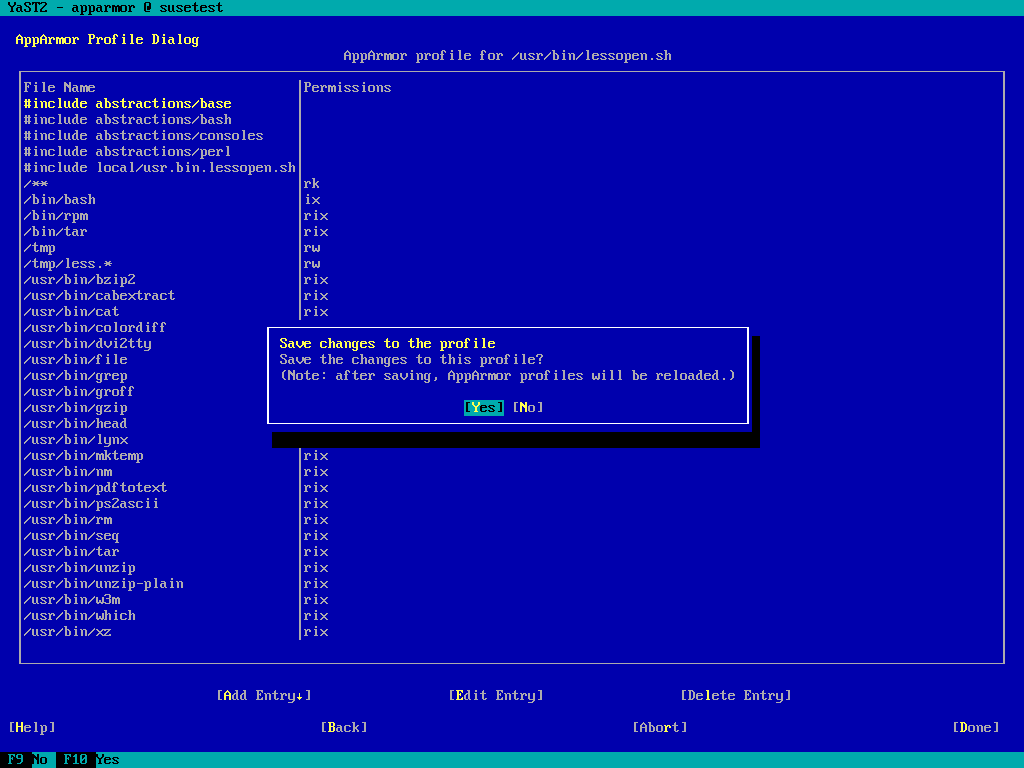 YaST2 - apparmor @ susetest
AppArmor Profile Dialog
AppArmor profile for /usr/bin/lessopen.sh
File Name Permissions
#include abstractions/base
#include abstractions/bash
#include abstractions/consoles
#include abstractions/perl
#include local/usr.bin.lessopen.sh
/** rk
/bin/bash ix
/bin/rpm rix
/bin/tar rix
/tmp rw
/tmp/less.* rw
/usr/bin/bzip2 rix
/usr/bin/cabextract rix
/usr/bin/cat rix
/usr/bin/colordiff
/usr/bin/dvi2tty
/usr/bin/file
/usr/bin/grep
/usr/bin/groff
/usr/bin/gzip
/usr/bin/head
/usr/bin/lynx
Save changes to the profile
Save the changes to this profile?
(Note: after saving, AppArmor profiles will be reloaded.)
[Yes] [No]
/usr/bin/mktemp rix
/usr/bin/nm rix
/usr/bin/pdftotext rix
/usr/bin/ps2ascii rix
/usr/bin/rm rix
/usr/bin/seq rix
/usr/bin/tar rix
/usr/bin/unzip rix
/usr/bin/unzip-plain rix
/usr/bin/w3m rix
/usr/bin/which rix
/usr/bin/xz rix
[Add Entry↓] [Edit Entry] [Delete Entry]
[Help] [Back] [Abort] [Done]
F9 No F10 Yes